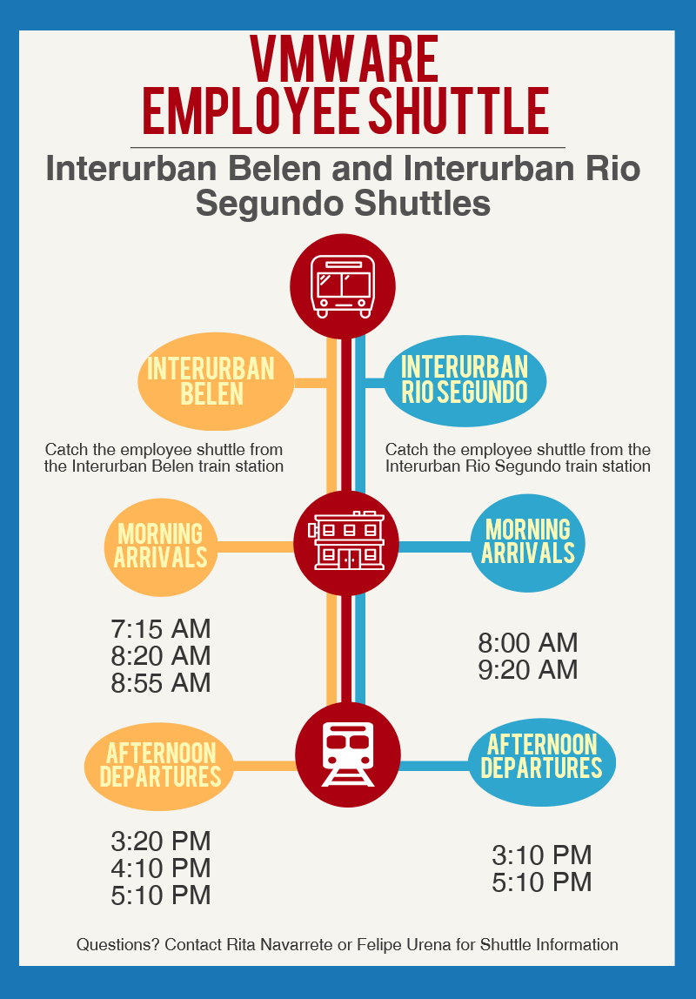 VMWARE
EMPLOYEE SHUTTLE
Interurban Belen and Interurban Rio
Segundo Shuttles
INTERURBAN
BELEN
INTERURBAN
RIO SEGUNDO
Catch the employee shuttle from
the Interurban Belen train station
Catch the employee shuttle from the
Interurban Rio Segundo train station
MORNING
ARRIVALS
MORNING
ARRIVALS
7:15 AM
8:20 AM
8:55 AM
8:00 AM
9:20 AM
AFTERNOON
DEPARTURES
AFTERNOON
DEPARTURES
3:20 PM
4:10 PM
5:10 PM
3:10 PM
5:10 PM
Questions? Contact Rita Navarrete or Felipe Urena for Shuttle Information